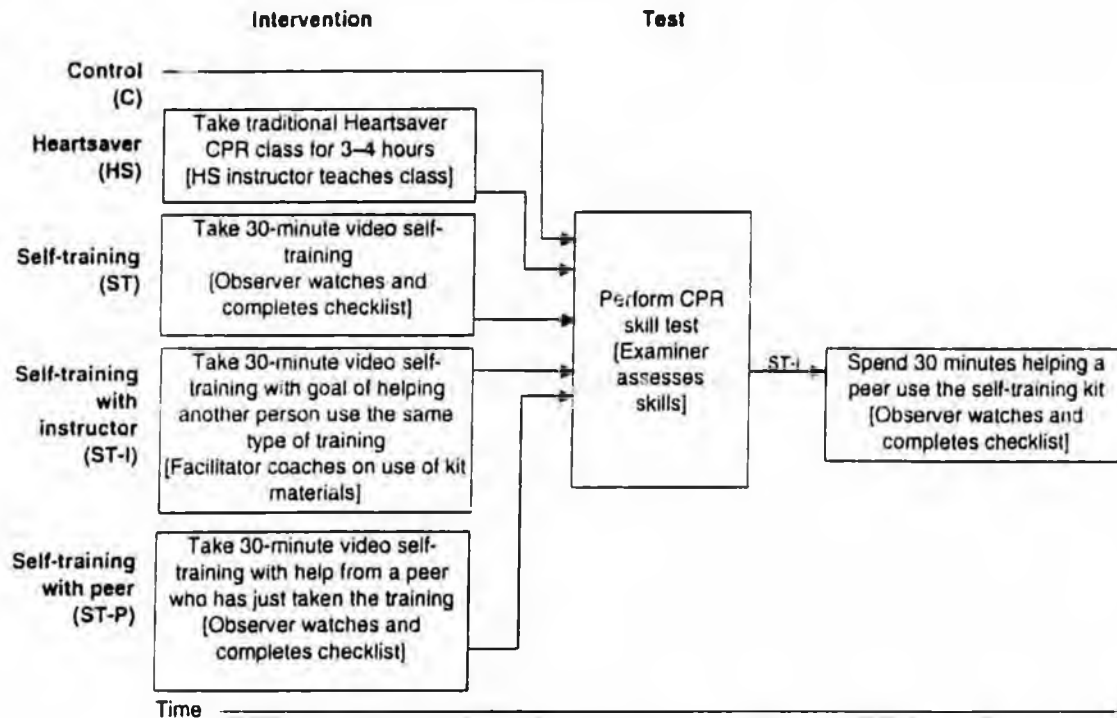 Intervention
Test
Control
(C)
Heartsaver
(HS)
Take traditional Heartsaver
CPR class for 3–4 hours
[HS instructor teaches class]
Self-training
(ST)
Take 30-minute video self-
training
[Observer watches and
completes checklist]
Self-training
with
instructor
(ST-I)
Take 30-minute video self-
training with goal of helping
another person use the same
type of training
[Facilitator coaches on use of kit
materials]
Self-training
with peer
(ST-P)
Take 30-minute video self-
training with help from a peer
who has just taken the training
[Observer watches and
completes checklist]
Perform CPR
skill test
[Examiner
assesses
skills]
ST-I
Spend 30 minutes helping a
peer use the self-training kit
[Observer watches and
completes checklist]
Time